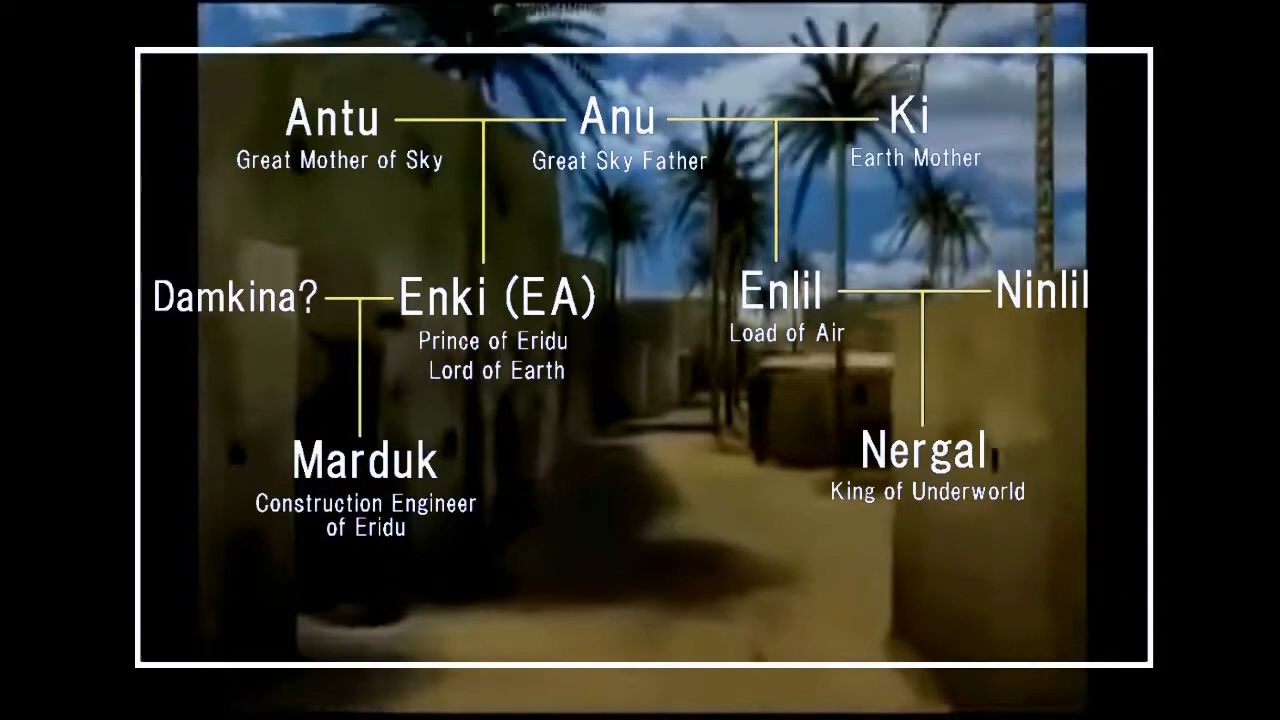 Antu
Great Mother of Sky
Anu
Great Sky Father
Ki
Earth Mother
Damkina?
Enki (EA)
Prince of Eridu
Lord of Earth
Enlil
Load of Air
Ninlil
Marduk
Construction Engineer
of Eridu
Nergal
King of Underworld